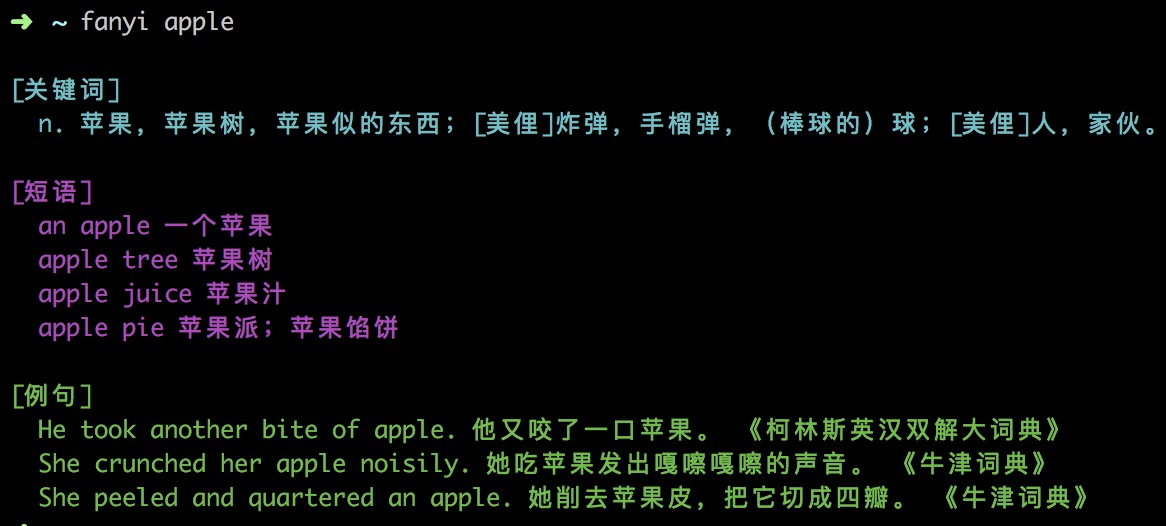 ➜ ~ fanyi apple
[关键词]
n. 苹果, 苹果树, 苹果似的东西; [美俚]炸弹, 手榴弹, （棒球的）球; [美俚]人, 家伙。
[短语]
an apple 一个苹果
apple tree 苹果树
apple juice 苹果汁
apple pie 苹果派; 苹果馅饼
[例句]
He took another bite of apple. 他又咬了一口苹果。 《柯林斯英汉双解大词典》
She crunched her apple noisily. 她吃苹果发出嘎嚓嘎嚓的声音。 《牛津词典》
She peeled and quartered an apple. 她削去苹果皮, 把它切成四瓣。 《牛津词典》